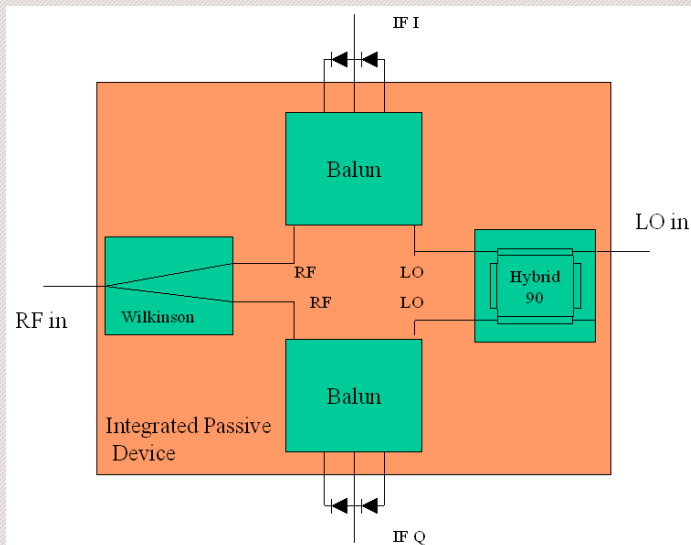 IF I
Balun
LO in
RF
LO
Hybrid
90
RF
LO
RF in
Wilkinson
Balun
Integrated Passive
Device
IF Q